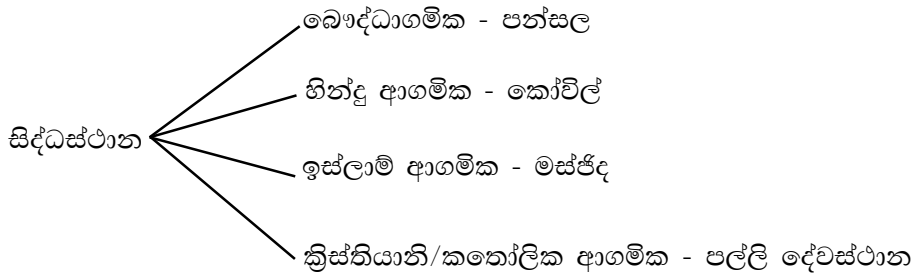 බෞද්ධාගමික - පන්සල
හින්දු ආගමික - කෝවිල්
සිද්ධස්ථාන
ඉස්ලාම් ආගමික - මස්ජිද
ක්‍රිස්තියානි/කතෝලික ආගමික - පල්ලි දේවස්ථාන